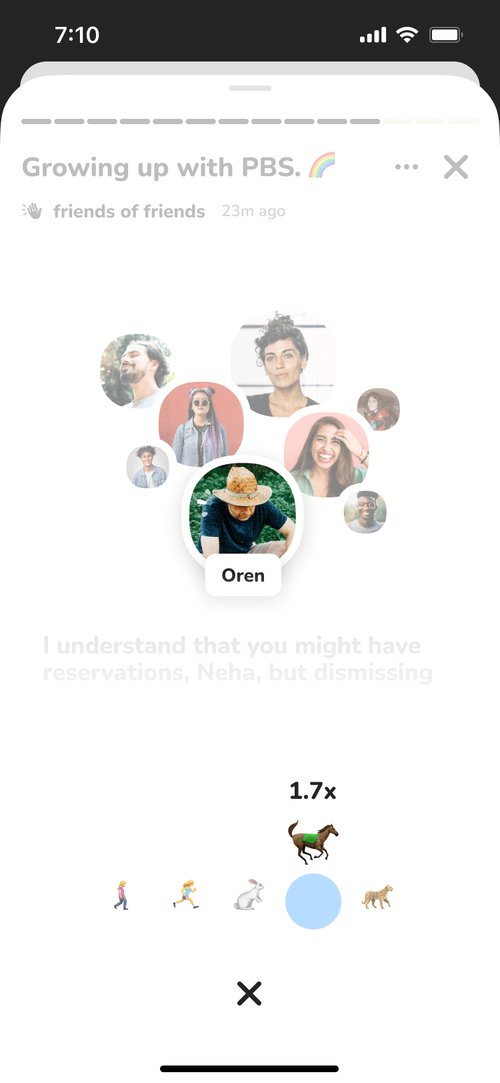 7:10
Growing up with PBS. 🌈
friends of friends 23m ago
Oren
I understand that you might have
reservations, Neha, but dismissing
1.7x